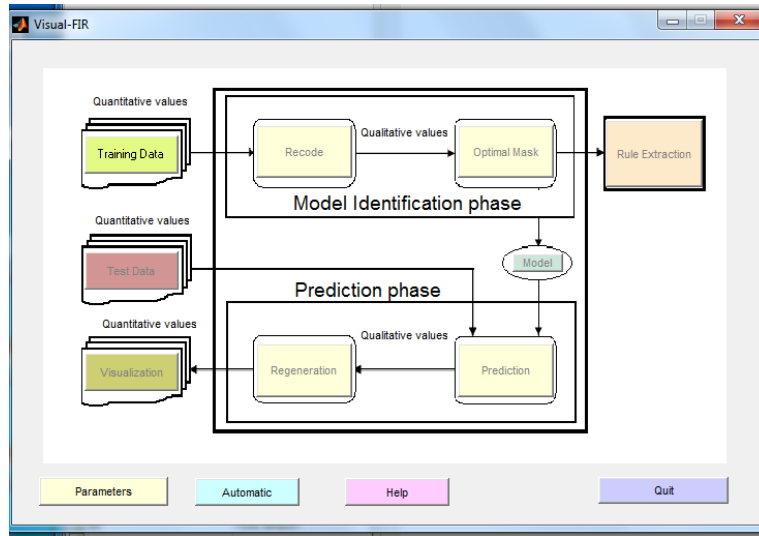 Visual-FIR
Quantitative values
Training Data
Recode
Qualitative values
Optimal Mask
Rule Extraction
Model Identification phase
Quantitative values
Test Data
Model
Prediction phase
Quantitative values
Visualization
Regeneration
Qualitative values
Prediction
Parameters
Automatic
Help
Quit